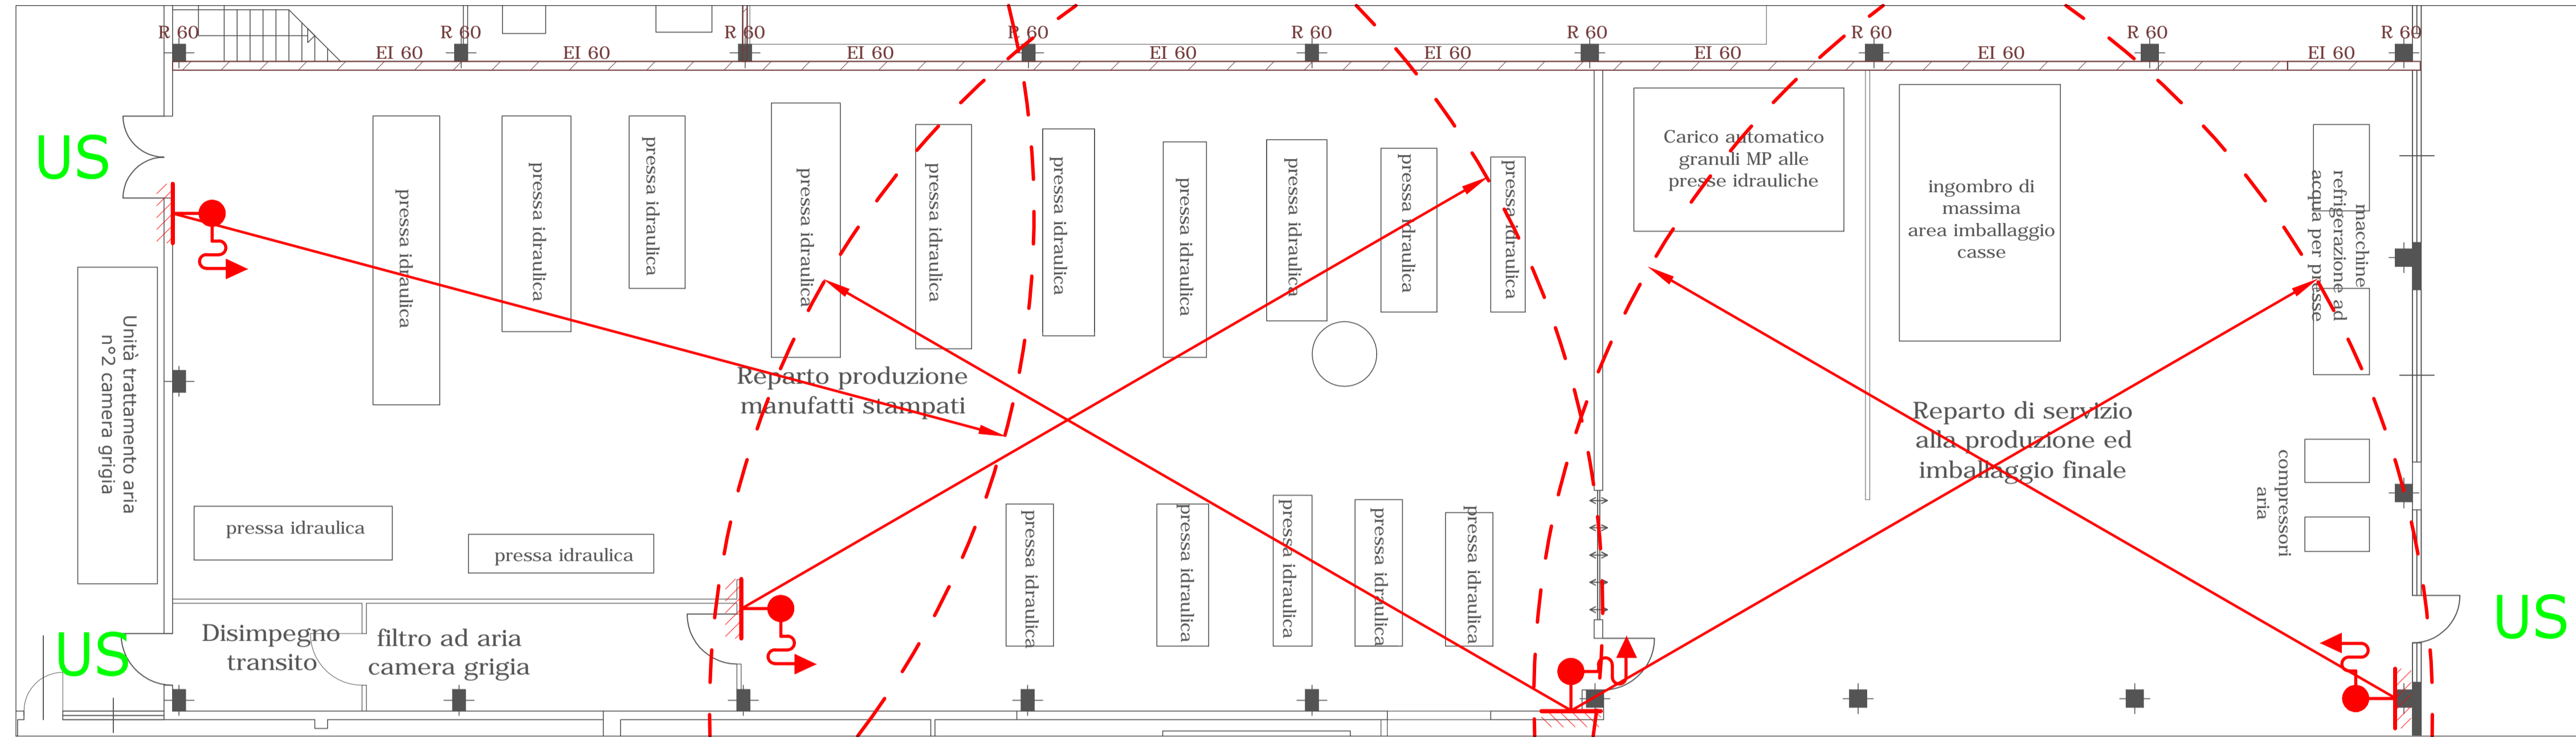 R 60
R 60
R 60
R 60
R 60
R 60
R 60
R 60
R 60
EI 60
EI 60
EI 60
EI 60
EI 60
EI 60
EI 60
EI 60
US
pressa idraulica
pressa idraulica
pressa idraulica
pressa idraulica
pressa idraulica
pressa idraulica
pressa idraulica
pressa idraulica
pressa idraulica
pressa idraulica
Carico automatico
granuli MP alle
presse idrauliche
ingombro di
massima
area imballaggio
casse
macchine
refrigerazione ad
acqua per presse
Unità trattamento aria
n°2 camera grigia
Reparto produzione
manufatti stampati
Reparto di servizio
alla produzione ed
imballaggio finale
compressori
aria
pressa idraulica
pressa idraulica
pressa idraulica
pressa idraulica
pressa idraulica
pressa idraulica
pressa idraulica
US
Disimpegno
transito
filtro ad aria
camera grigia
US